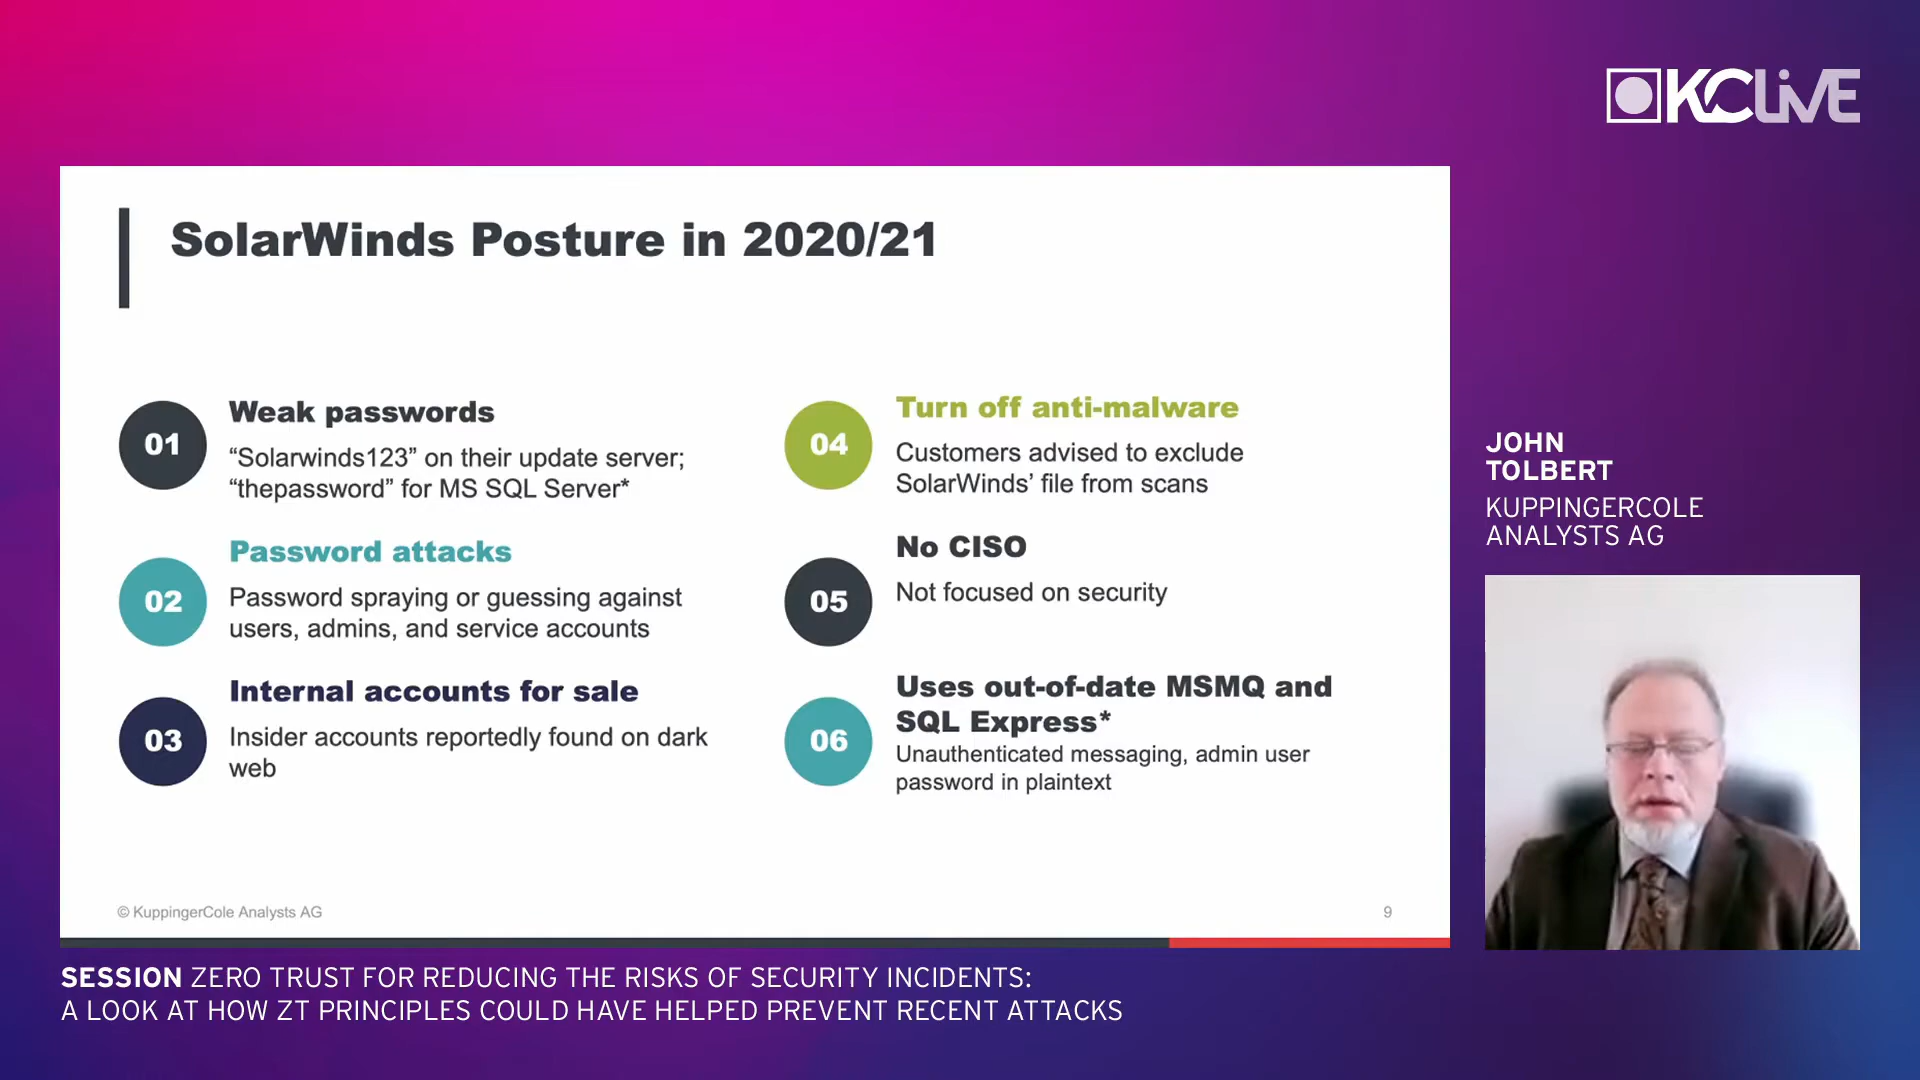 KCLIVE
SolarWinds Posture in 2020/21
01
Weak passwords
“Solarwinds123” on their update server;
“thepassword” for MS SQL Server*
02
Password attacks
Password spraying or guessing against
users, admins, and service accounts
03
Internal accounts for sale
Insider accounts reportedly found on dark
web
04
Turn off anti-malware
Customers advised to exclude
SolarWinds’ file from scans
05
No CISO
Not focused on security
06
Uses out-of-date MSMQ and
SQL Express*
Unauthenticated messaging, admin user
password in plaintext
© KuppingerCole Analysts AG
9
JOHN
TOLBERT
KUPPINGERCOLE
ANALYSTS AG
SESSION ZERO TRUST FOR REDUCING THE RISKS OF SECURITY INCIDENTS:
A LOOK AT HOW ZT PRINCIPLES COULD HAVE HELPED PREVENT RECENT ATTACKS